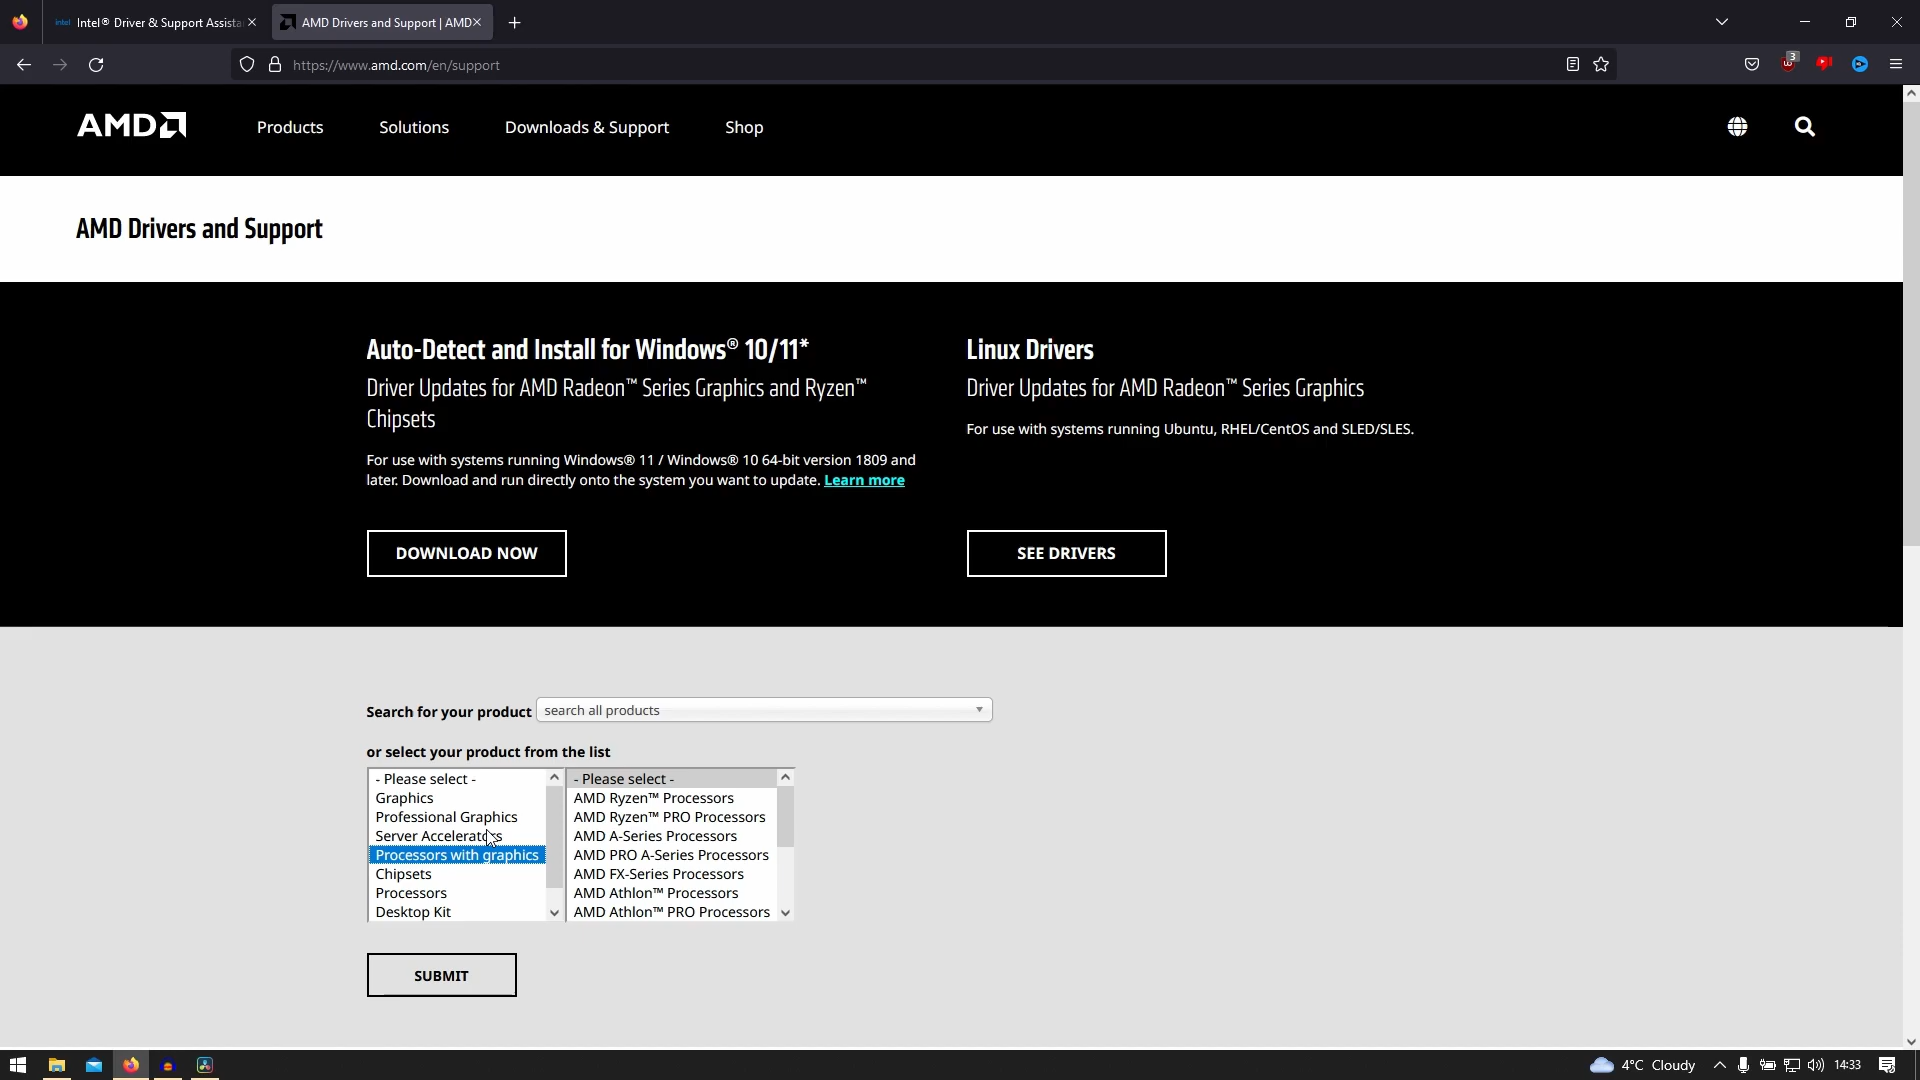 intel Intel® Driver & Support Assista
AMD Drivers and Support | AMD
https://www.amd.com/en/support
3
AMD
Products
Solutions
Downloads & Support
Shop
AMD Drivers and Support
Auto-Detect and Install for Windows® 10/11*
Driver Updates for AMD Radeon™ Series Graphics and Ryzen™
Chipsets
For use with systems running Windows® 11 / Windows® 10 64-bit version 1809 and
later. Download and run directly onto the system you want to update. Learn more
DOWNLOAD NOW
Linux Drivers
Driver Updates for AMD Radeon™ Series Graphics
For use with systems running Ubuntu, RHEL/CentOS and SLED/SLES.
SEE DRIVERS
Search for your product
search all products
or select your product from the list
- Please select -
Graphics
Professional Graphics
Server Accelerators
Processors with graphics
Chipsets
Processors
Desktop Kit
- Please select -
AMD Ryzen™ Processors
AMD Ryzen™ PRO Processors
AMD A-Series Processors
AMD PRO A-Series Processors
AMD FX-Series Processors
AMD Athlon™ Processors
AMD Athlon™ PRO Processors
SUBMIT
4°C Cloudy
14:33